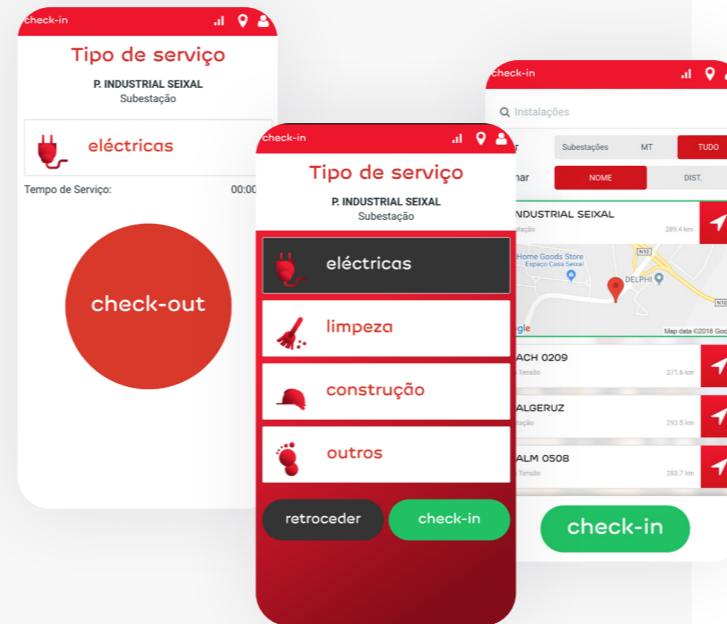 check-in
Tipo de serviço
P. INDUSTRIAL SEIXAL
Subestação
eléctricas
Tempo de Serviço: 00:00
check-out
check-in
Tipo de serviço
P. INDUSTRIAL SEIXAL
Subestação
eléctricas
limpeza
construção
outros
retroceder check-in
check-in
Instalações
Subestações MT TUDO
NOME DIST.
INDUSTRIAL SEIXAL
289.4 km
Home Goods Store
Espaço Casa Seixal
N10
DELPHI
N10
Map data ©2018 Goo
ACH 0209
Tensão 271.6 km
ALGERUZ
293.5 km
ALM 0508
Tensão 283.7 km
check-in